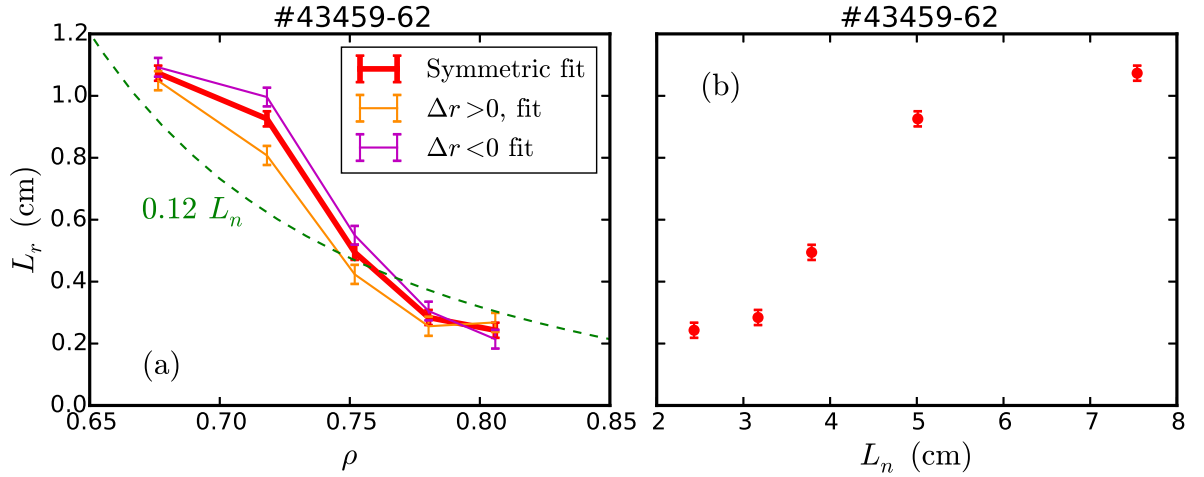 #43459-62
1.2
1.0
0.8
0.6
0.4
0.2
0.0
L_r (cm)
Symmetric fit
Δr>0, fit
Δr<0 fit
0.12 L_n
(a)
0.65 0.70 0.75 0.80 0.85
ρ
#43459-62
(b)
2 3 4 5 6 7 8
L_n (cm)